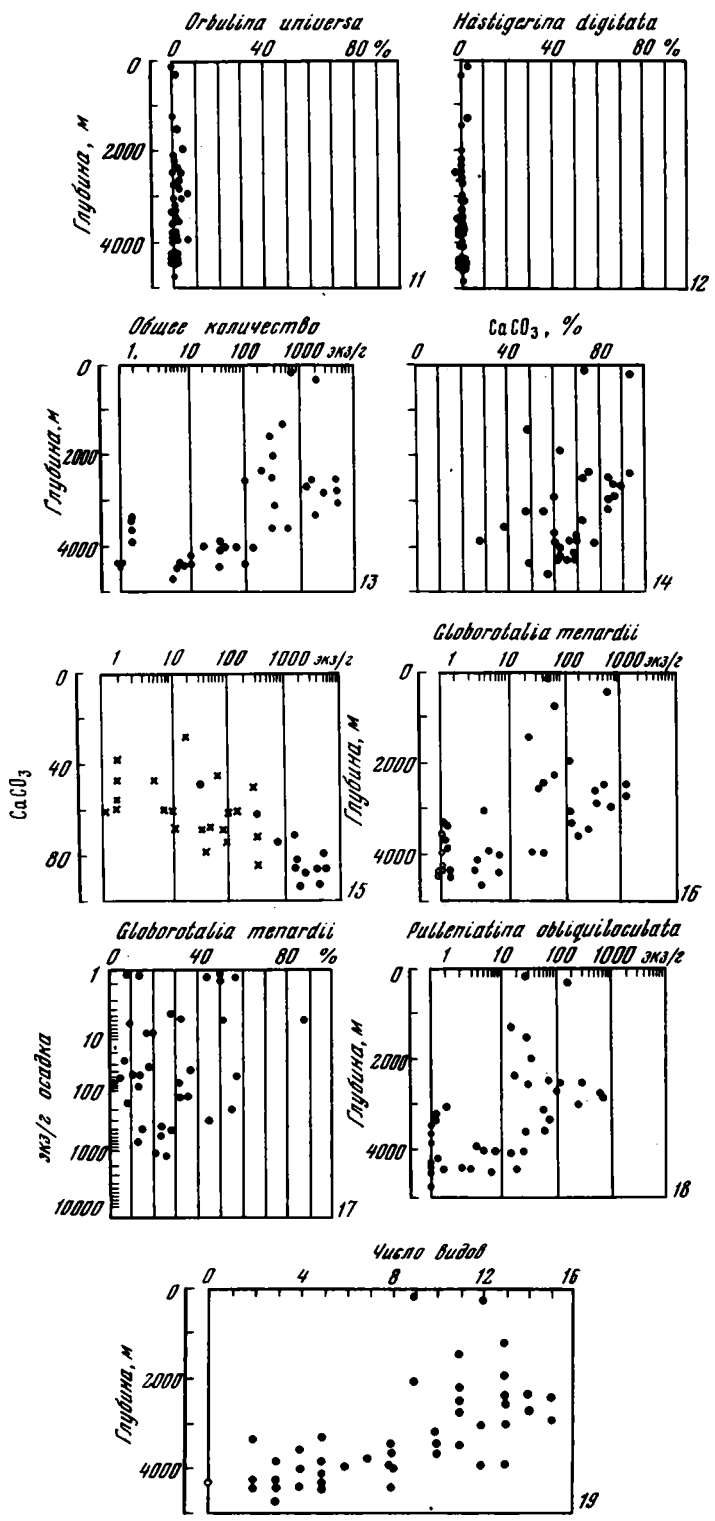 Orbulina universa
Hastigerina digitata
0 40 80 %
0 40 80 %
Глубина, м
0
2000
4000
11
12
Общее количество
CaCO₃, %
1, 10 100 1000 экз/г
0 40 80
Глубина, м
0
2000
4000
13
14
1 10 100 1000 экз/г
CaCO₃
0
40
80
15
Globorotalia menardii
1 10 100 1000 экз/г
Глубина, м
0
2000
4000
16
Globorotalia menardii
0 40 80 %
экз/г осадка
1
10
100
1000
10000
17
Pulleniatina obliquiloculata
1 10 100 1000 экз/г
Глубина, м
0
2000
4000
18
Число видов
0 4 8 12 16
Глубина, м
0
2000
4000
19